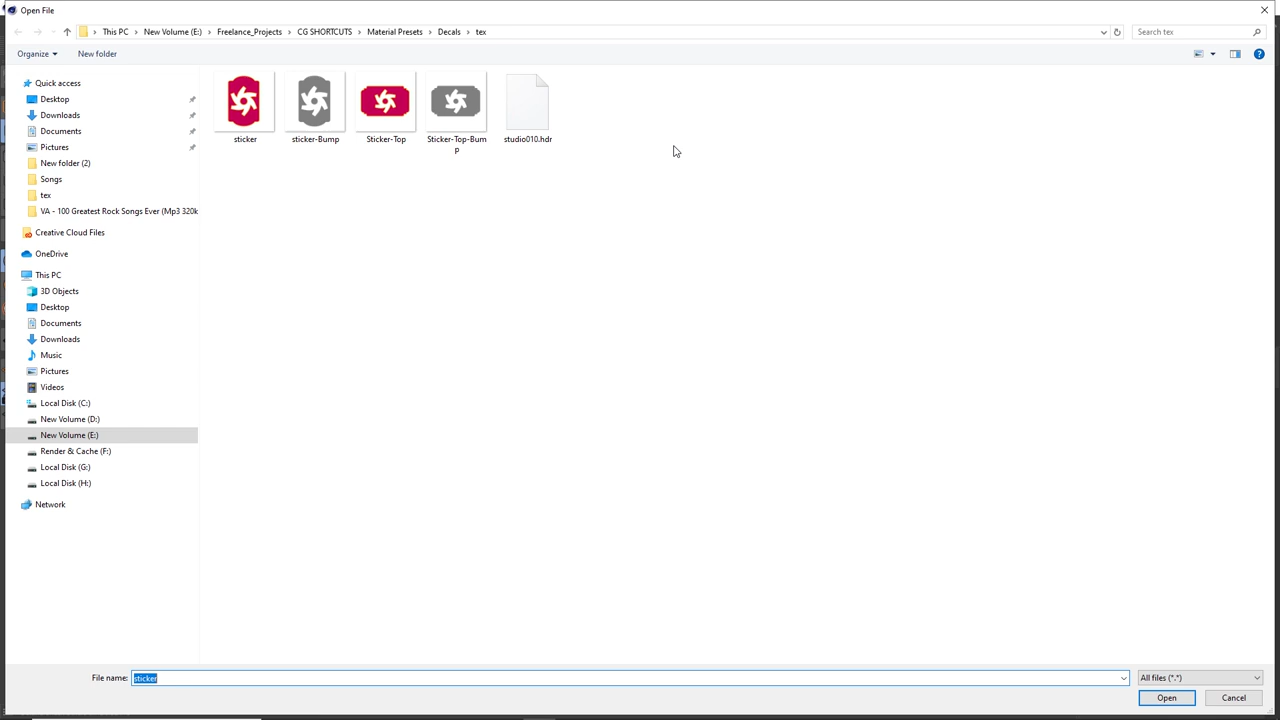 Open File
This PC
New Volume (E:)
Freelance_Projects
CG SHORTCUTS
Material Presets
Decals
tex
Search tex
Organize
New folder
Quick access
Desktop
Downloads
Documents
Pictures
New folder (2)
Songs
tex
VA - 100 Greatest Rock Songs Ever (Mp3 320k
Creative Cloud Files
OneDrive
This PC
3D Objects
Desktop
Documents
Downloads
Music
Pictures
Videos
Local Disk (C:)
New Volume (D:)
New Volume (E:)
Render & Cache (F:)
Local Disk (G:)
Local Disk (H:)
Network
sticker
sticker-Bump
Sticker-Top
Sticker-Top-Bum
p
studio010.hdr
File name:
sticker
All files (*.*)
Open
Cancel